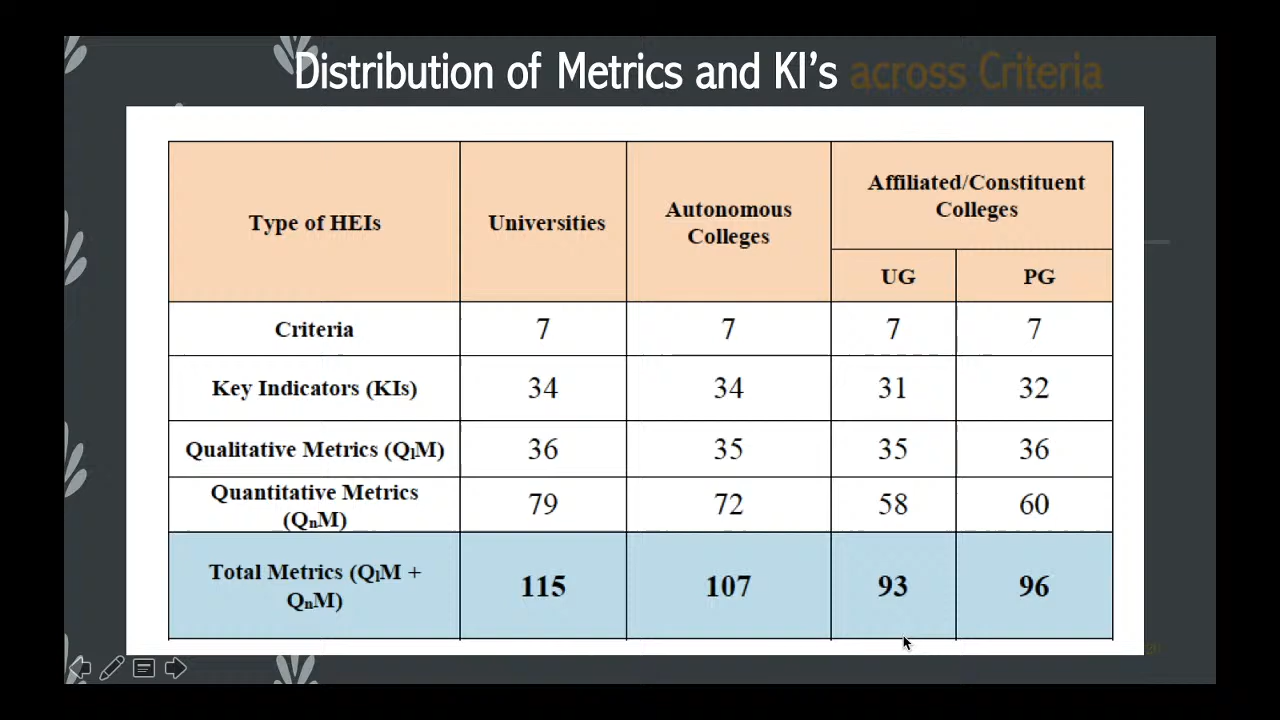 Distribution of Metrics and KI's across Criteria
Type of HEIs Universities Autonomous Colleges Affiliated/Constituent Colleges
UG PG
Criteria 7 7 7 7
Key Indicators (KIs) 34 34 31 32
Qualitative Metrics (QlM) 36 35 35 36
Quantitative Metrics (QnM) 79 72 58 60
Total Metrics (QlM + QnM) 115 107 93 96
20